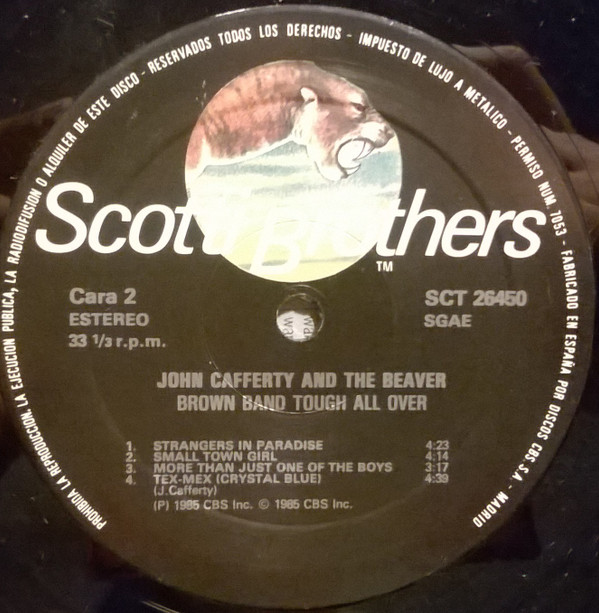 PROHIBIDA LA REPRODUCCION, LA EJECUCION PUBLICA, LA RADIODIFUSION O ALQUILER DE ESTE DISCO - RESERVADOS TODOS LOS DERECHOS - IMPUESTO DE LUJO A METALICO - PERMISO NUM. 7053 - FABRICADO EN ESPAÑA POR DISCOS CBS S.A. - MADRID
Scotti Brothers
TM
Cara 2
ESTEREO
33 1/3 r.p.m.
SCT 26450
SGAE
JOHN CAFFERTY AND THE BEAVER
BROWN BAND TOUGH ALL OVER
1. STRANGERS IN PARADISE 4:23
2. SMALL TOWN GIRL 4:14
3. MORE THAN JUST ONE OF THE BOYS 3:17
4. TEX-MEX (CRYSTAL BLUE) 4:39
(J.Cafferty)
(P) 1985 CBS Inc. © 1985 CBS Inc.